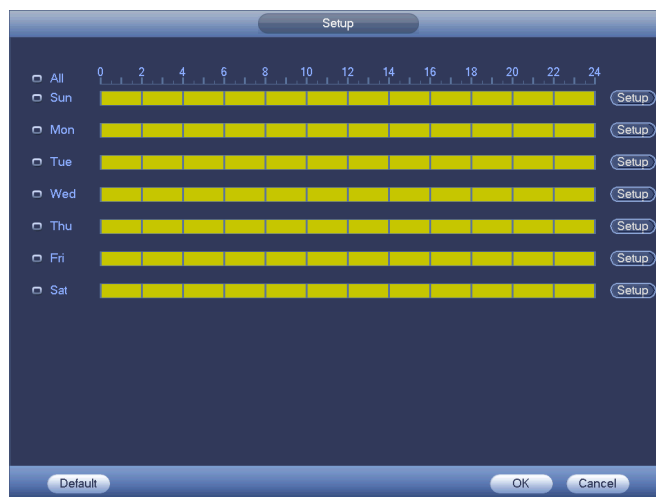 Setup
All 0 2 4 6 8 10 12 14 16 18 20 22 24
Sun Setup
Mon Setup
Tue Setup
Wed Setup
Thu Setup
Fri Setup
Sat Setup
Default OK Cancel